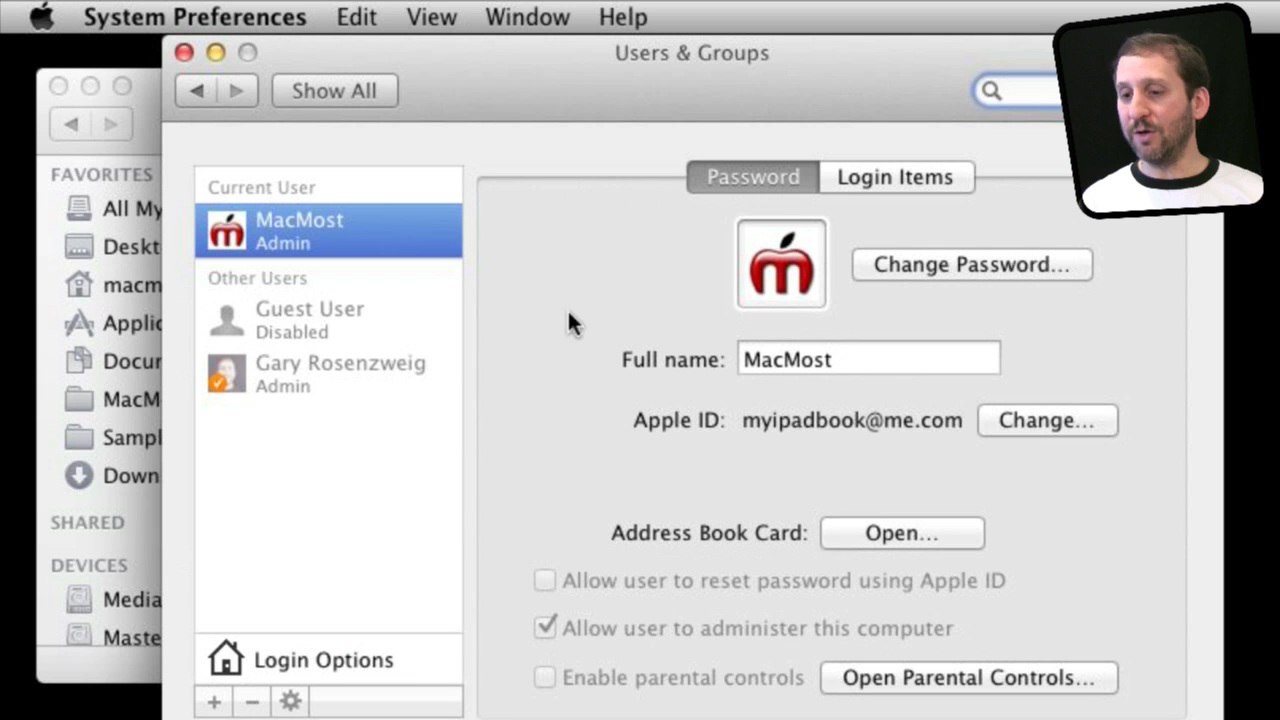 System Preferences Edit View Window Help
Users & Groups
Show All
FAVORITES
All My
Deskt
macm
Applic
Docur
MacM
Sampl
Down
SHARED
DEVICES
Media
Maste
Current User
MacMost
Admin
Other Users
Guest User
Disabled
Gary Rosenzweig
Admin
Login Options
Password Login Items
Change Password...
Full name: MacMost
Apple ID: myipadbook@me.com Change...
Address Book Card: Open...
Allow user to reset password using Apple ID
Allow user to administer this computer
Enable parental controls Open Parental Controls...